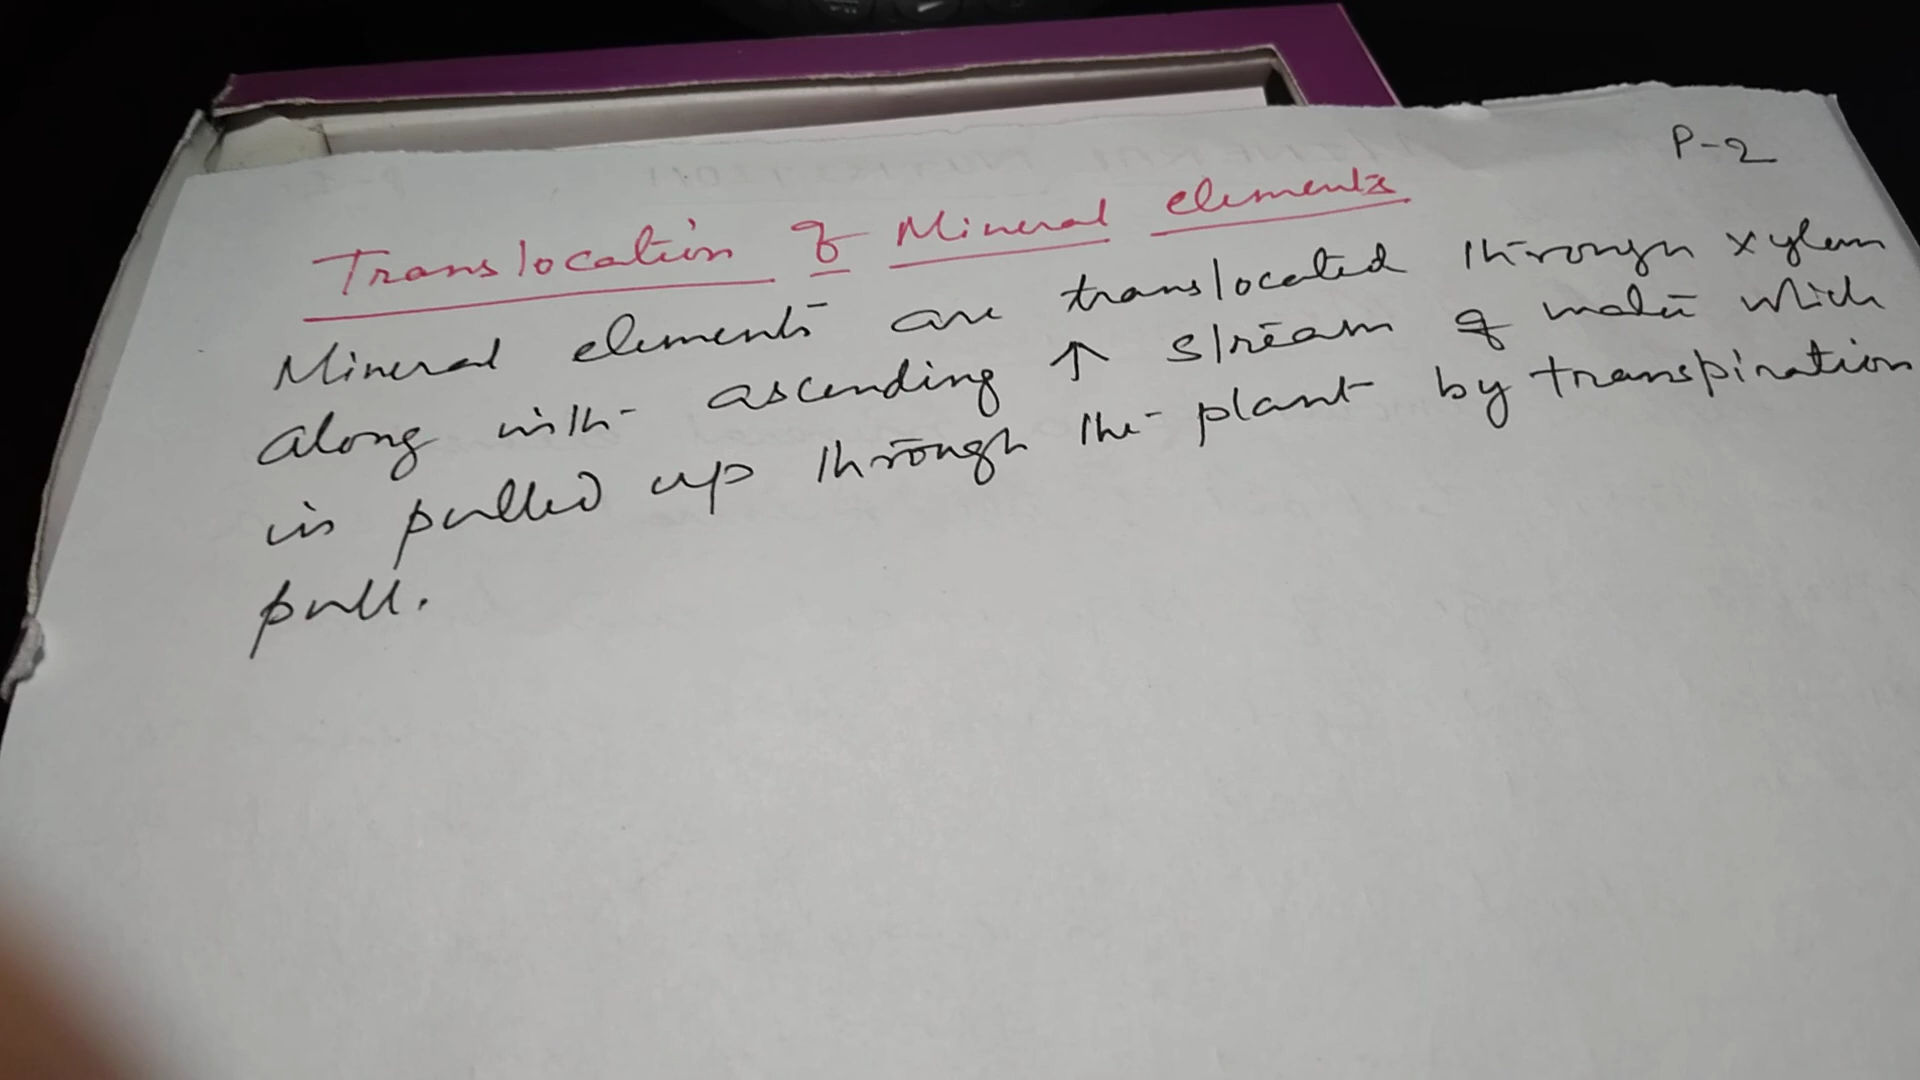 P-2
Translocation of Mineral elements
Mineral elements are translocated through xylem
along with ascending ↑ stream of water which
is pulled up through the plant by transpiration
pull.